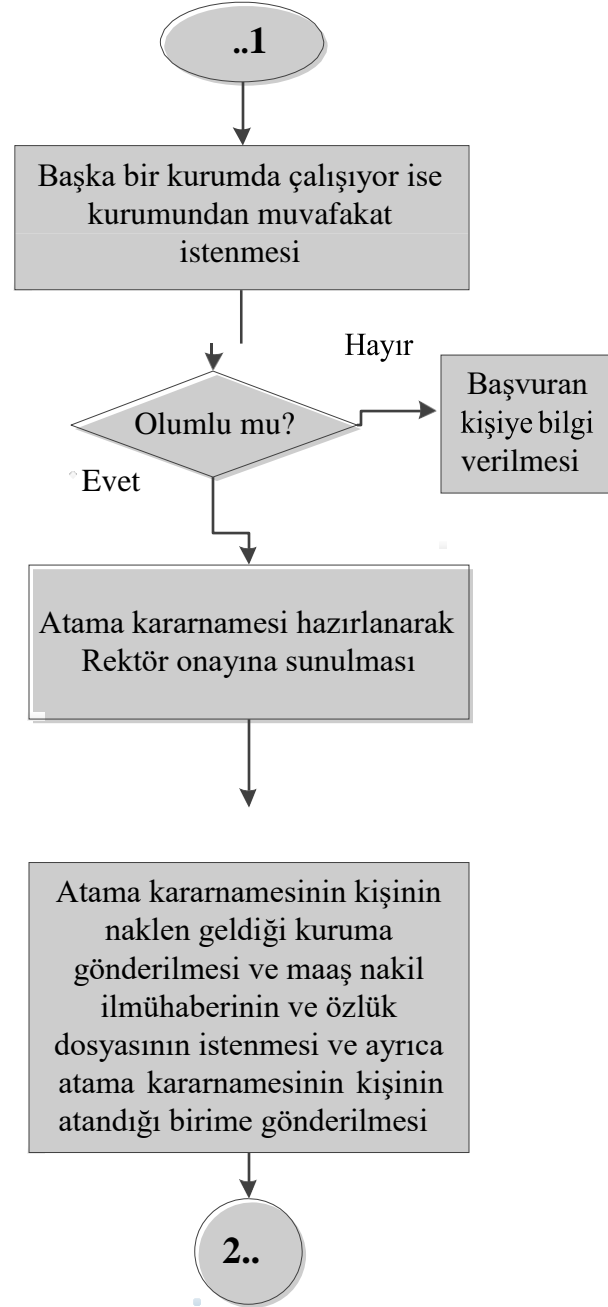 ..1
Başka bir kurumda çalışıyor ise
kurumundan muvafakat
istenmesi
Hayır
Olumlu mu?
Başvuran
kişiye bilgi
verilmesi
Evet
Atama kararnamesi hazırlanarak
Rektör onayına sunulması
Atama kararnamesinin kişinin
naklen geldiği kuruma
gönderilmesi ve maaş nakil
ilmühaberinin ve özlük
dosyasının istenmesi ve ayrıca
atama kararnamesinin kişinin
atandığı birime gönderilmesi
2..